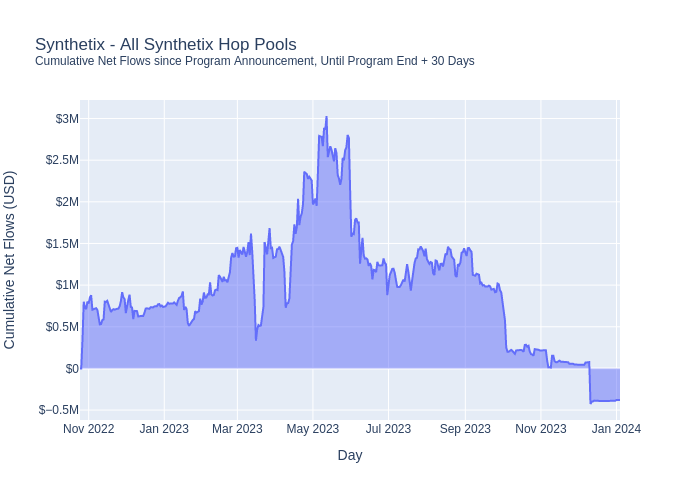 Synthetix - All Synthetix Hop Pools
Cumulative Net Flows since Program Announcement, Until Program End + 30 Days
Cumulative Net Flows (USD)
$3M
$2.5M
$2M
$1.5M
$1M
$0.5M
$0
$−0.5M
Nov 2022 Jan 2023 Mar 2023 May 2023 Jul 2023 Sep 2023 Nov 2023 Jan 2024
Day